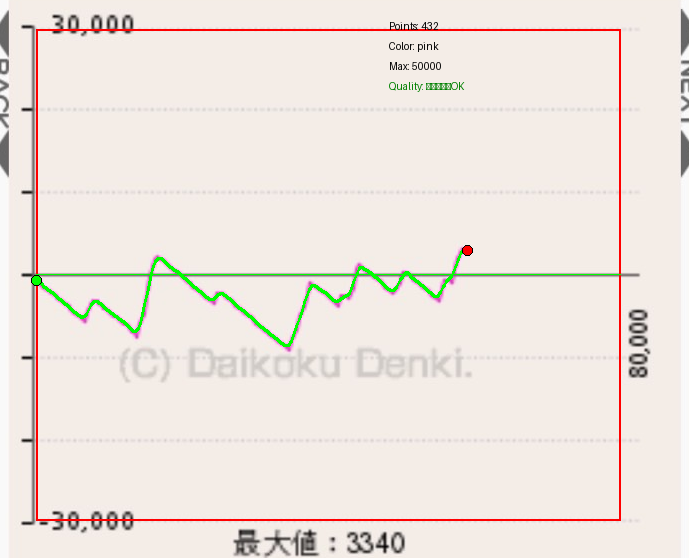 30,000
Points: 432
Color: pink
Max: 50000
Quality: □□□□□OK
BACK
NEXT
80,000
(C) Daikoku Denki.
-30,000
最大値：3340